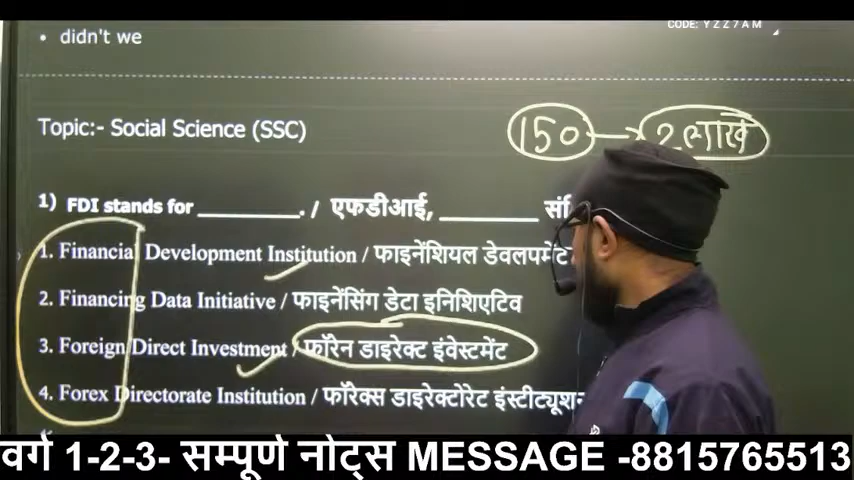 CODE: YZZ7AM
• didn't we
Topic:- Social Science (SSC)
150 → 2 लाख
1) FDI stands for ________. / एफडीआई, ________
1. Financial Development Institution / फाइनेंशियल डेवलपमेंट
2. Financing Data Initiative / फाइनेंसिंग डेटा इनिशिएटिव
3. Foreign Direct Investment / फॉरेन डाइरेक्ट इंवेस्टमेंट
4. Forex Directorate Institution / फॉरेक्स डाइरेक्टोरेट
वर्ग 1-2-3- सम्पूर्ण नोट्स MESSAGE -8815765513